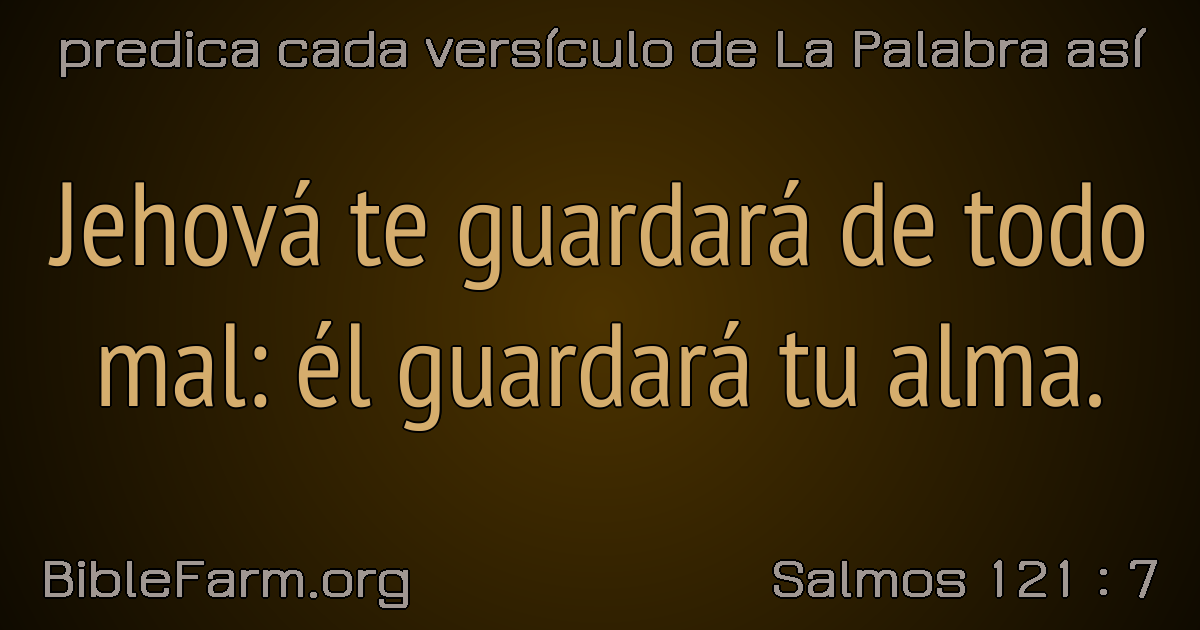 predica cada versículo de La Palabra así
Jehová te guardará de todo
mal: él guardará tu alma.
BibleFarm.org
Salmos 121 : 7